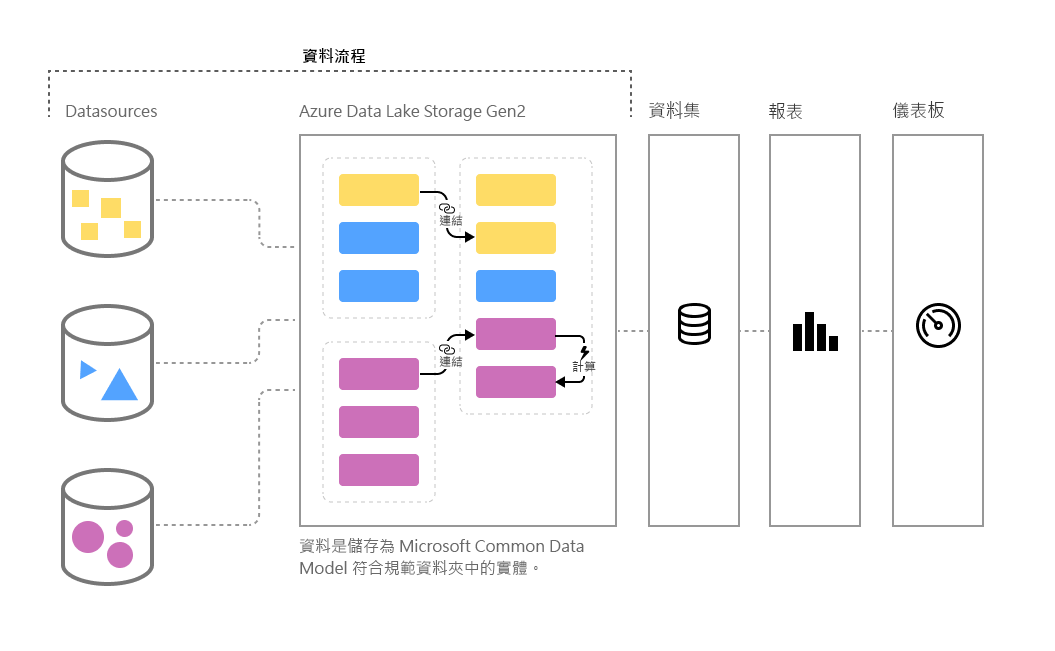 資料流程
Datasources
Azure Data Lake Storage Gen2
資料集
報表
儀表板
連結
連結
計算
資料是儲存為 Microsoft Common Data
Model 符合規範資料夾中的實體。